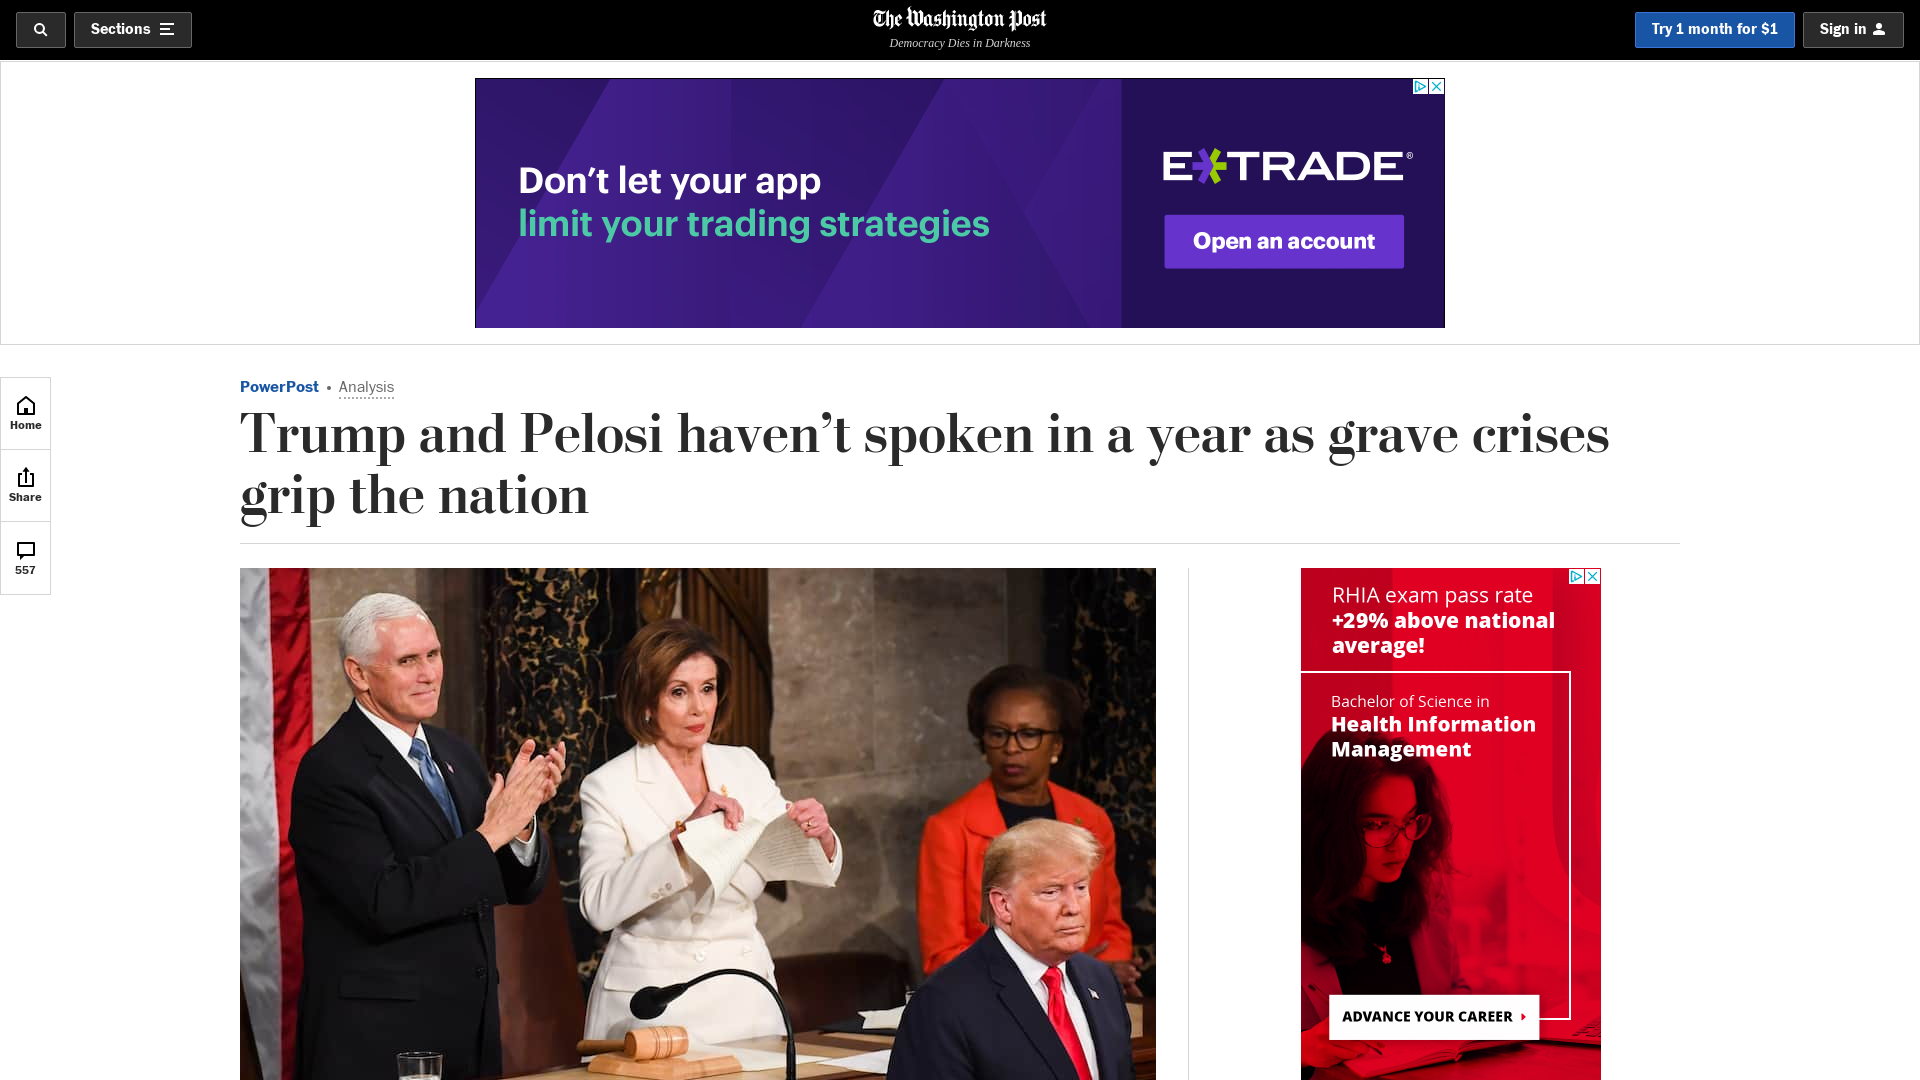 Sections
The Washington Post
Democracy Dies in Darkness
Try 1 month for $1
Sign in
Don’t let your app
limit your trading strategies
E*TRADE®
Open an account
Home
Share
557
PowerPost • Analysis
Trump and Pelosi haven’t spoken in a year as grave crises
grip the nation
RHIA exam pass rate
+29% above national
average!
Bachelor of Science in
Health Information
Management
ADVANCE YOUR CAREER